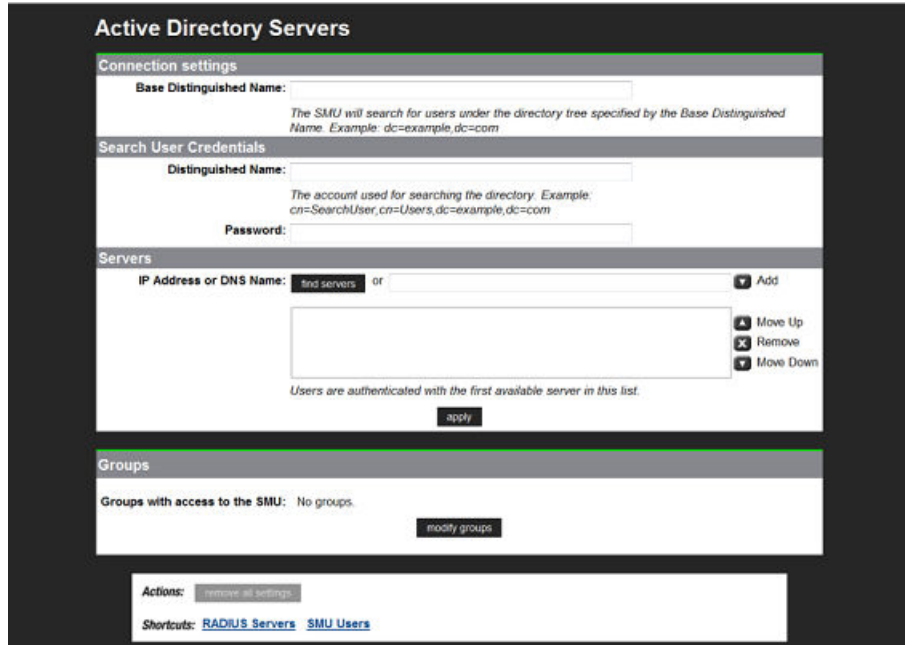 Active Directory Servers
Connection settings
Base Distinguished Name:
The SMU will search for users under the directory tree specified by the Base Distinguished
Name. Example: dc=example,dc=com
Search User Credentials
Distinguished Name:
The account used for searching the directory. Example:
cn=SearchUser,cn=Users,dc=example,dc=com
Password:
Servers
IP Address or DNS Name: find servers or Add
Move Up
Remove
Move Down
Users are authenticated with the first available server in this list.
apply
Groups
Groups with access to the SMU: No groups.
modify groups
Actions: remove all settings
Shortcuts: RADIUS Servers SMU Users